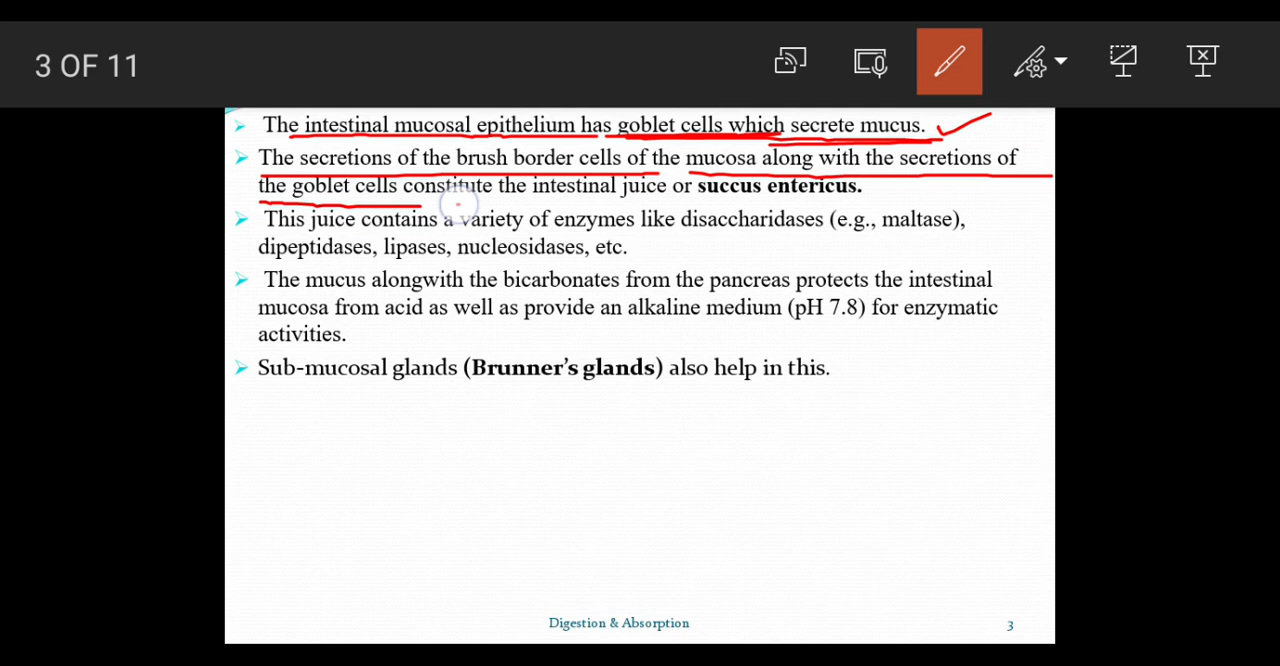 3 OF 11
The intestinal mucosal epithelium has goblet cells which secrete mucus.
The secretions of the brush border cells of the mucosa along with the secretions of
the goblet cells constitute the intestinal juice or succus entericus.
This juice contains a variety of enzymes like disaccharidases (e.g., maltase),
dipeptidases, lipases, nucleosidases, etc.
The mucus alongwith the bicarbonates from the pancreas protects the intestinal
mucosa from acid as well as provide an alkaline medium (pH 7.8) for enzymatic
activities.
Sub-mucosal glands (Brunner’s glands) also help in this.
Digestion & Absorption
3